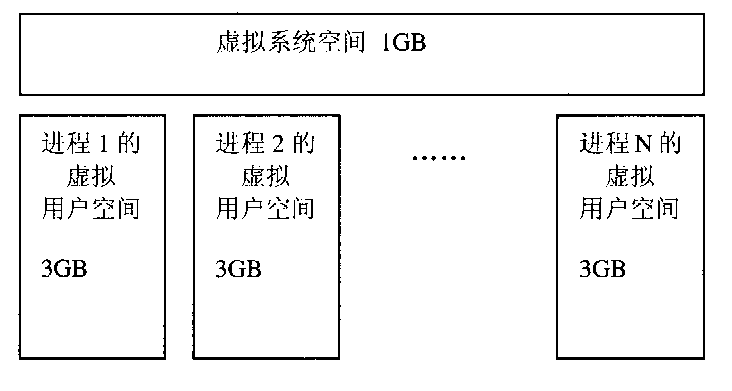 虚拟系统空间 1GB
进程 1 的
虚拟
用户空间
3GB
进程 2 的
虚拟
用户空间
3GB
……
进程 N 的
虚拟
用户空间
3GB